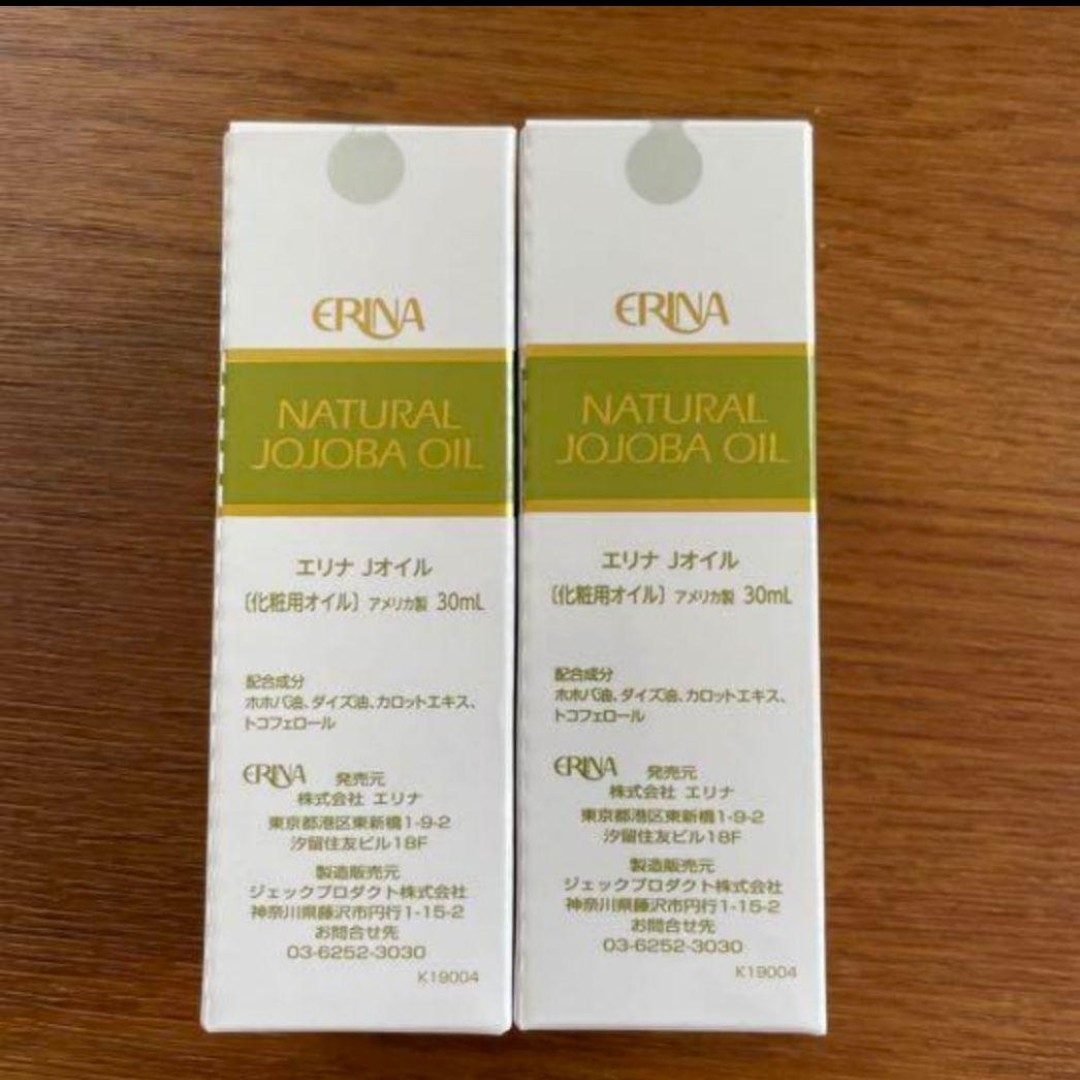 ERINA
NATURAL
JOJOBA OIL
エリナ Jオイル
〔化粧用オイル〕 アメリカ製 30mL
配合成分
ホホバ油、ダイズ油、カロットエキス、
トコフェロール
ERINA 発売元
株式会社 エリナ
東京都港区東新橋1-9-2
汐留住友ビル18F
製造販売元
ジェックプロダクト株式会社
神奈川県藤沢市円行1-15-2
お問合せ先
03-6252-3030
K19004
ERINA
NATURAL
JOJOBA OIL
エリナ Jオイル
〔化粧用オイル〕 アメリカ製 30mL
配合成分
ホホバ油、ダイズ油、カロットエキス、
トコフェロール
ERINA 発売元
株式会社 エリナ
東京都港区東新橋1-9-2
汐留住友ビル18F
製造販売元
ジェックプロダクト株式会社
神奈川県藤沢市円行1-15-2
お問合せ先
03-6252-3030
K19004